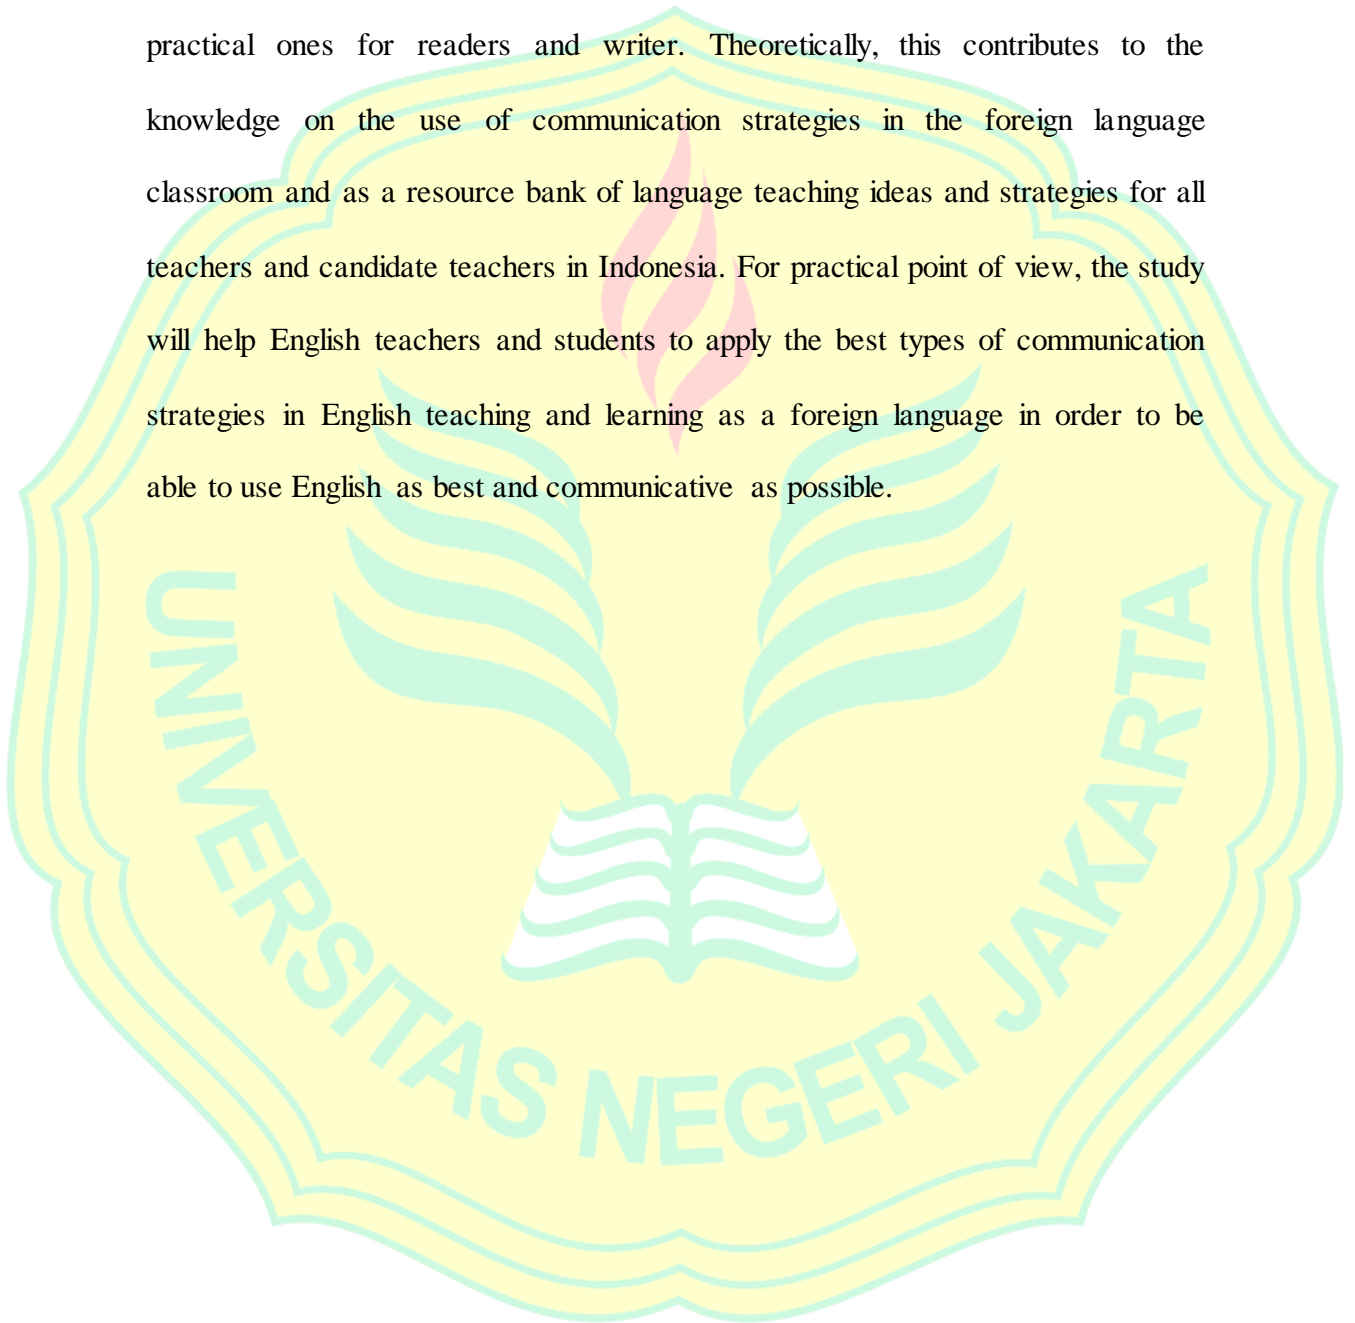 practical ones for readers and writer. Theoretically, this contributes to the
knowledge on the use of communication strategies in the foreign language
classroom and as a resource bank of language teaching ideas and strategies for all
teachers and candidate teachers in Indonesia. For practical point of view, the study
will help English teachers and students to apply the best types of communication
strategies in English teaching and learning as a foreign language in order to be
able to use English as best and communicative as possible.
UNIVERSITAS NEGERI JAKARTA